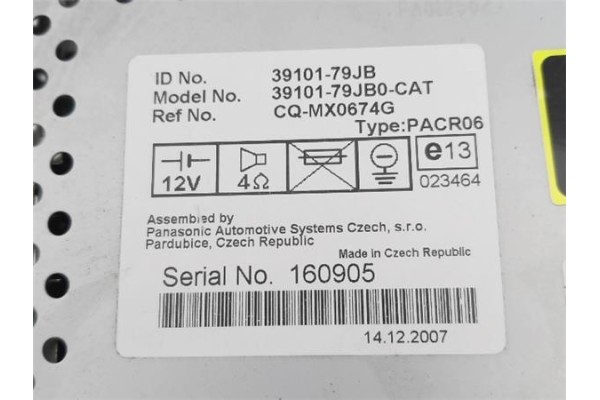 ID No. 39101-79JB
Model No. 39101-79JB0-CAT
Ref No. CQ-MX0674G
Type:PACR06
12V 4Ω e13
023464
Assembled by
Panasonic Automotive Systems Czech, s.r.o.
Pardubice, Czech Republic
Made in Czech Republic
Serial No. 160905
14.12.2007